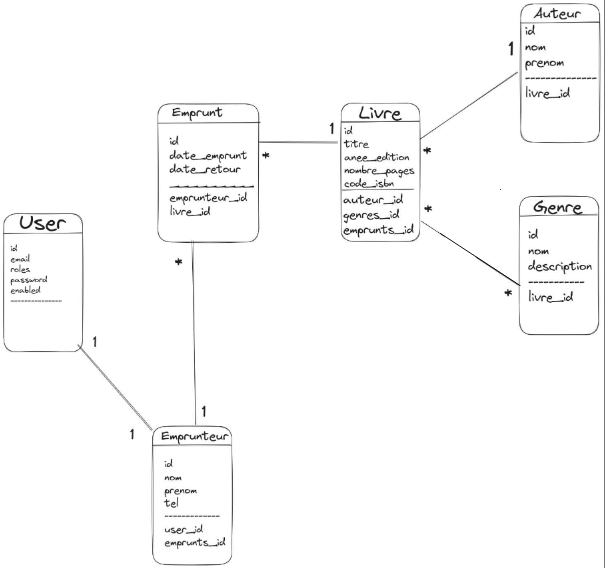 Auteur
id
nom
prenom
livre_id
1
Emprunt
id
date_emprunt
date_retour
emprunteur_id
livre_id
1
*
*
Livre
id
titre
anee_edition
nombre_pages
code_isbn
auteur_id
genres_id
emprunts_id
*
*
*
Genre
id
nom
description
livre_id
User
id
email
roles
password
enabled
1
1
1
Emprunteur
id
nom
prenom
tel
user_id
emprunts_id